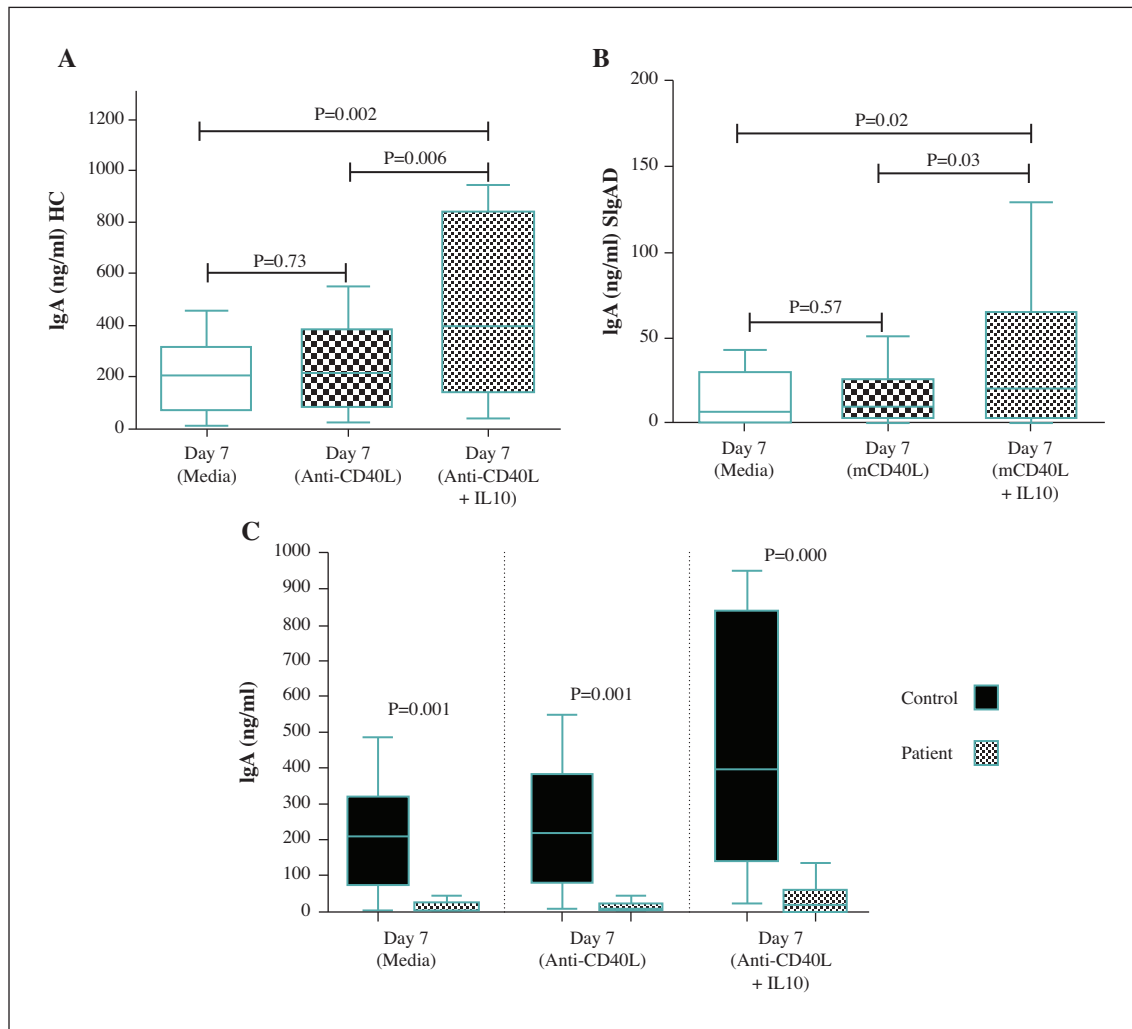 A
IgA (ng/ml) HC
1200
1000
800
600
400
200
0
P=0.002
P=0.006
P=0.73
Day 7
(Media)
Day 7
(Anti-CD40L)
Day 7
(Anti-CD40L
+ IL10)
B
IgA (ng/ml) SIgAD
200
150
100
50
0
P=0.02
P=0.03
P=0.57
Day 7
(Media)
Day 7
(mCD40L)
Day 7
(mCD40L
+ IL10)
C
IgA (ng/ml)
1000
900
800
700
600
500
400
300
200
100
0
P=0.001
P=0.001
P=0.000
Day 7
(Media)
Day 7
(Anti-CD40L)
Day 7
(Anti-CD40L
+ IL10)
Control
Patient